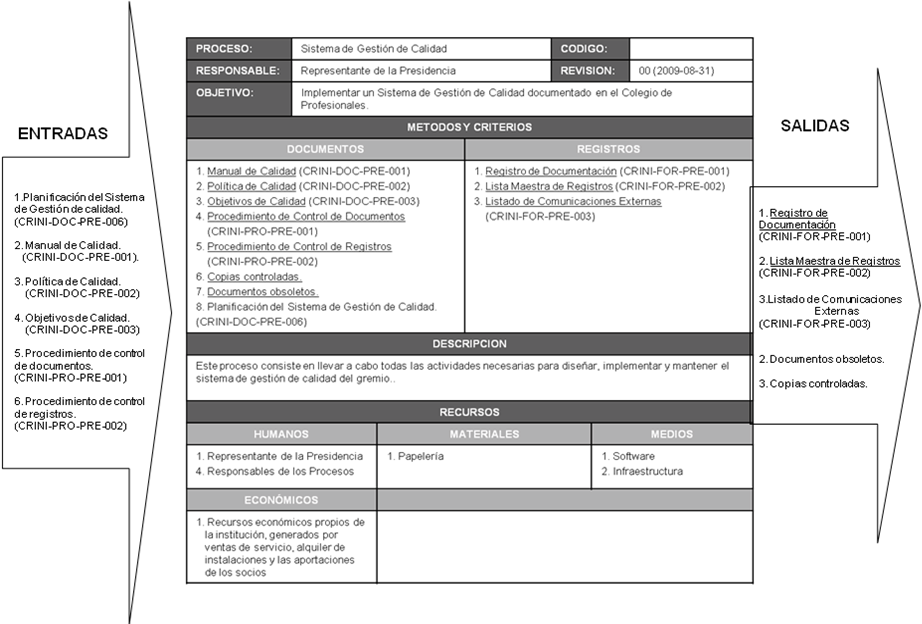 ENTRADAS
1.Planificación del Sistema
de Gestión de calidad.
(CRINI-DOC-PRE-006)
2. Manual de Calidad.
(CRINI-DOC-PRE-001).
3. Política de Calidad.
(CRINI-DOC-PRE-002)
4. Objetivos de Calidad.
(CRINI-DOC-PRE-003)
5. Procedimiento de control
de documentos.
(CRINI-PRO-PRE-001)
6. Procedimiento de control
de registros.
(CRINI-PRO-PRE-002)
PROCESO: Sistema de Gestión de Calidad CODIGO:
RESPONSABLE: Representante de la Presidencia REVISION: 00 (2009-08-31)
OBJETIVO: Implementar un Sistema de Gestión de Calidad documentado en el Colegio de
Profesionales.
METODOS Y CRITERIOS
DOCUMENTOS
1. Manual de Calidad (CRINI-DOC-PRE-001)
2. Política de Calidad (CRINI-DOC-PRE-002)
3. Objetivos de Calidad (CRINI-DOC-PRE-003)
4. Procedimiento de Control de Documentos
(CRINI-PRO-PRE-001)
5. Procedimiento de Control de Registros
(CRINI-PRO-PRE-002)
6. Copias controladas.
7. Documentos obsoletos.
8. Planificación del Sistema de Gestión de Calidad.
(CRINI-DOC-PRE-006)
REGISTROS
1. Registro de Documentación (CRINI-FOR-PRE-001)
2. Lista Maestra de Registros (CRINI-FOR-PRE-002)
3. Listado de Comunicaciones Externas
(CRINI-FOR-PRE-003)
DESCRIPCION
Este proceso consiste en llevar a cabo todas las actividades necesarias para diseñar, implementar y mantener el
sistema de gestión de calidad del gremio..
RECURSOS
HUMANOS
1. Representante de la Presidencia
4. Responsables de los Procesos
MATERIALES
1. Papelería
MEDIOS
1. Software
2. Infraestructura
ECONÓMICOS
1. Recursos económicos propios de
la institución, generados por
ventas de servicio, alquiler de
instalaciones y las aportaciones
de los socios
SALIDAS
1. Registro de
Documentación
(CRINI-FOR-PRE-001)
2. Lista Maestra de Registros
(CRINI-FOR-PRE-002)
3.Listado de Comunicaciones
Externas
(CRINI-FOR-PRE-003)
2. Documentos obsoletos.
3. Copias controladas.